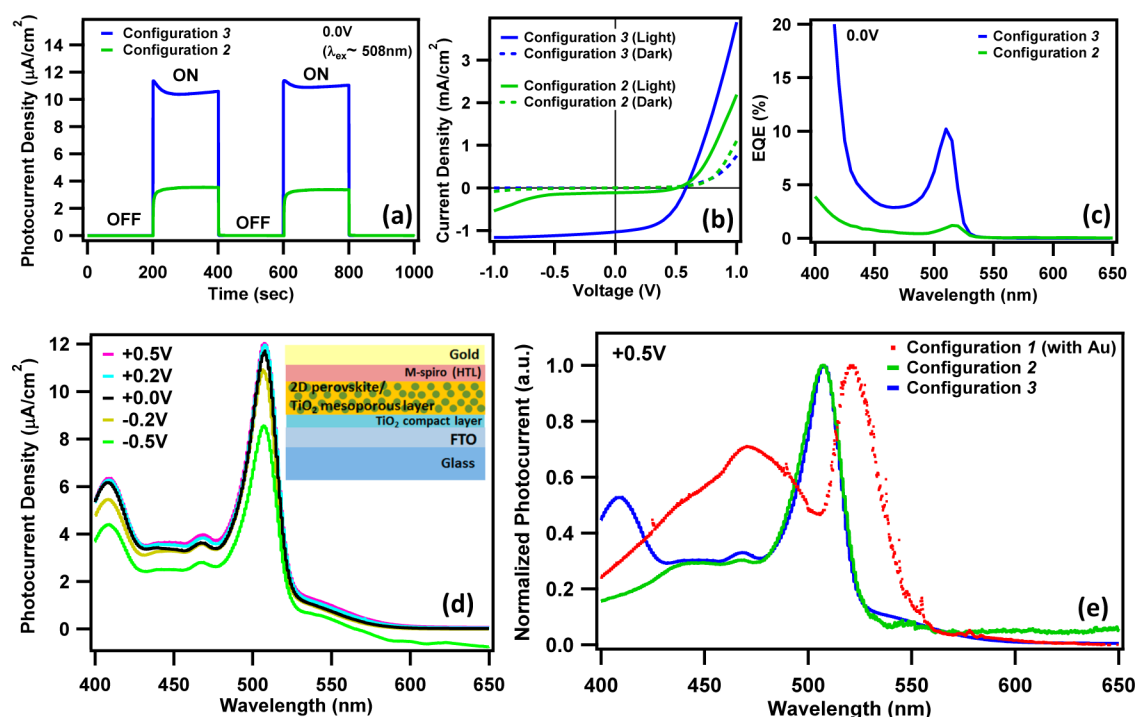 Photocurrent Density (µA/cm²)
14
12
10
8
6
4
2
0
Configuration 3
Configuration 2
0.0V
(λex~ 508nm)
ON
ON
OFF
OFF
(a)
0
200
400
600
800
1000
Time (sec)
Current Density (mA/cm²)
3
2
1
0
-1
Configuration 3 (Light)
Configuration 3 (Dark)
Configuration 2 (Light)
Configuration 2 (Dark)
(b)
-1.0
-0.5
0.0
0.5
1.0
Voltage (V)
EQE (%)
20
15
10
5
0
0.0V
Configuration 3
Configuration 2
(c)
400
450
500
550
600
650
Wavelength (nm)
Photocurrent Density (µA/cm²)
12
10
8
6
4
2
0
+0.5V
+0.2V
+0.0V
-0.2V
-0.5V
Gold
M-spiro (HTL)
2D perovskite/
TiO₂ mesoporous layer
TiO₂ compact layer
FTO
Glass
(d)
400
450
500
550
600
650
Wavelength (nm)
Normalized Photocurrent (a.u.)
1.0
0.8
0.6
0.4
0.2
0.0
+0.5V
Configuration 1 (with Au)
Configuration 2
Configuration 3
(e)
400
450
500
550
600
650
Wavelength (nm)